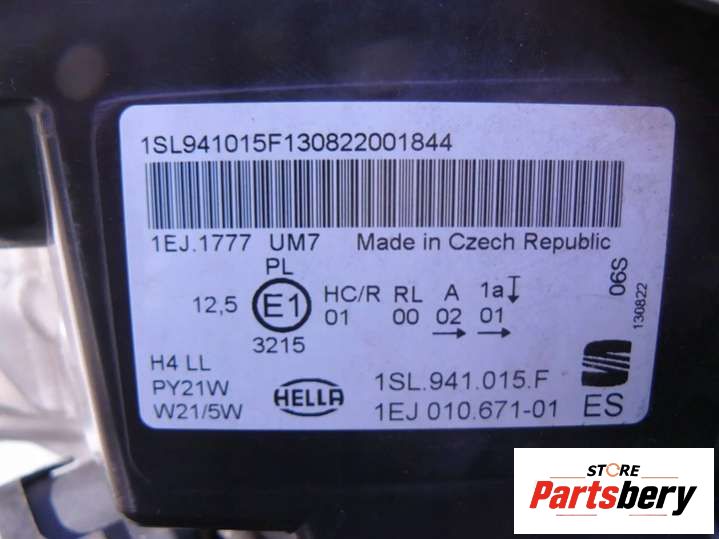 1SL941015F130822001844
1EJ.1777 UM7 Made in Czech Republic
PL
12,5 E1 HC/R RL A 1a
01 00 02 01
3215
06S
130822
H4 LL
PY21W
W21/5W
HELLA
1SL.941.015.F
1EJ 010.671-01
ES
STORE
Partsbery